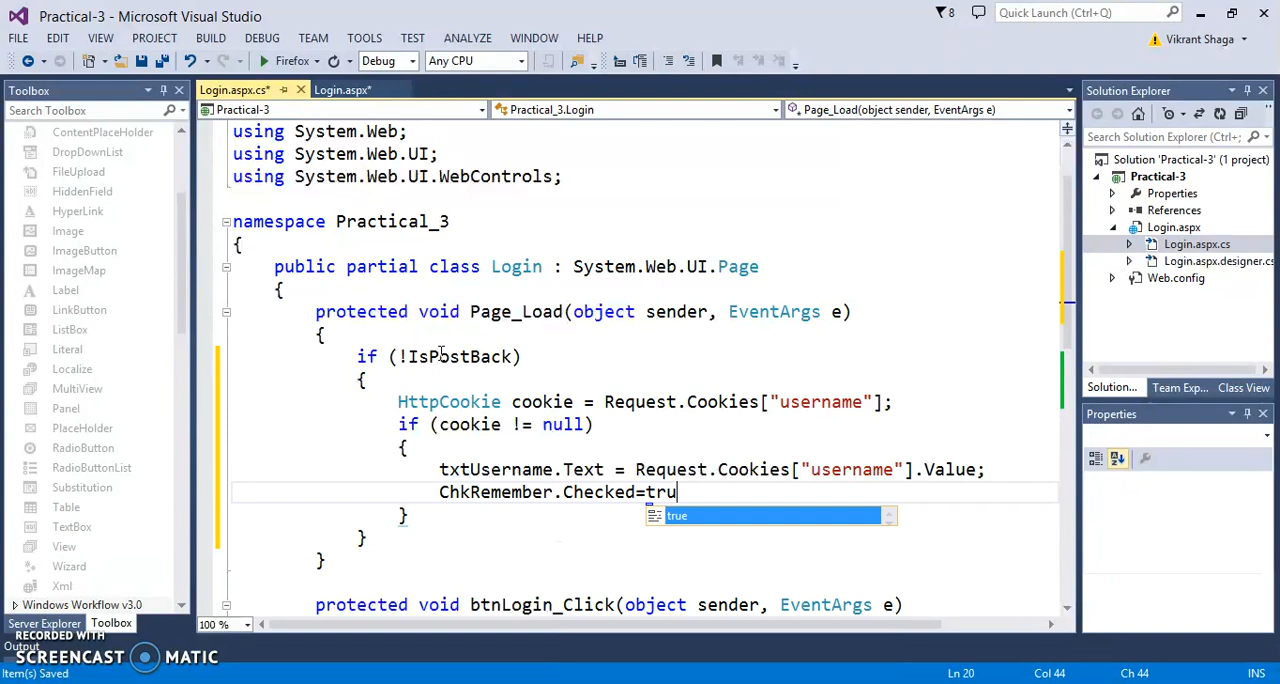 Practical-3 - Microsoft Visual Studio
8
Quick Launch (Ctrl+Q)
FILE EDIT VIEW PROJECT BUILD DEBUG TEAM TOOLS TEST ANALYZE WINDOW HELP
Vikrant Shaga
Firefox
Debug
Any CPU
Toolbox
Search Toolbox
ContentPlaceHolder
DropDownList
FileUpload
HiddenField
HyperLink
Image
ImageButton
ImageMap
Label
LinkButton
ListBox
Literal
Localize
MultiView
Panel
PlaceHolder
RadioButton
RadioButtonList
Substitution
Table
TextBox
View
Wizard
Xml
Windows Workflow v3.0
Server Explorer Toolbox
Login.aspx.cs* Login.aspx*
Practical-3
Practical_3.Login
Page_Load(object sender, EventArgs e)
using System.Web;
using System.Web.UI;
using System.Web.UI.WebControls;
namespace Practical_3
{
public partial class Login : System.Web.UI.Page
{
protected void Page_Load(object sender, EventArgs e)
{
if (!IsPostBack)
{
HttpCookie cookie = Request.Cookies["username"];
if (cookie != null)
{
txtUsername.Text = Request.Cookies["username"].Value;
ChkRemember.Checked=tru
true
}
}
}
protected void btnLogin_Click(object sender, EventArgs e)
100 %
Solution Explorer
Search Solution Explorer (Ctrl+;
Solution 'Practical-3' (1 project)
Practical-3
Properties
References
Login.aspx
Login.aspx.cs
Login.aspx.designer.cs
Web.config
Solution... Team Exp... Class View
Properties
Output
RECORDED WITH
SCREENCAST MATIC
Item(s) Saved
Ln 20
Col 44
Ch 44
INS